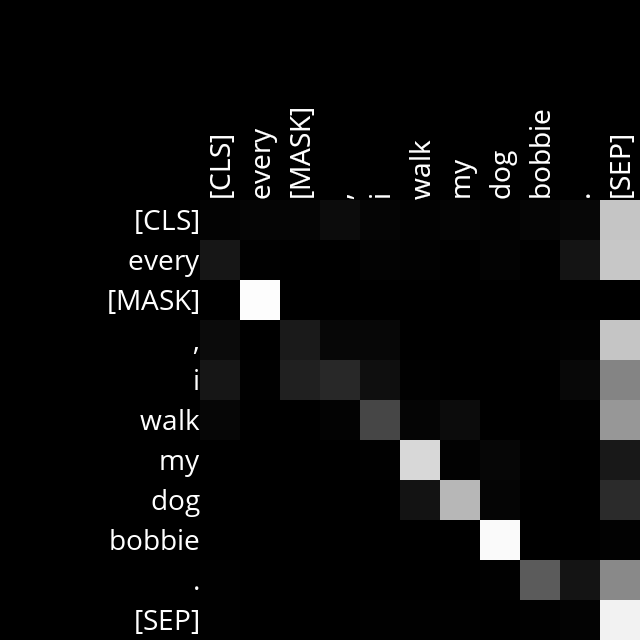 [CLS] every [MASK] , i walk my dog bobbie . [SEP]
[CLS]
every
[MASK]
,
i
walk
my
dog
bobbie
.
[SEP]